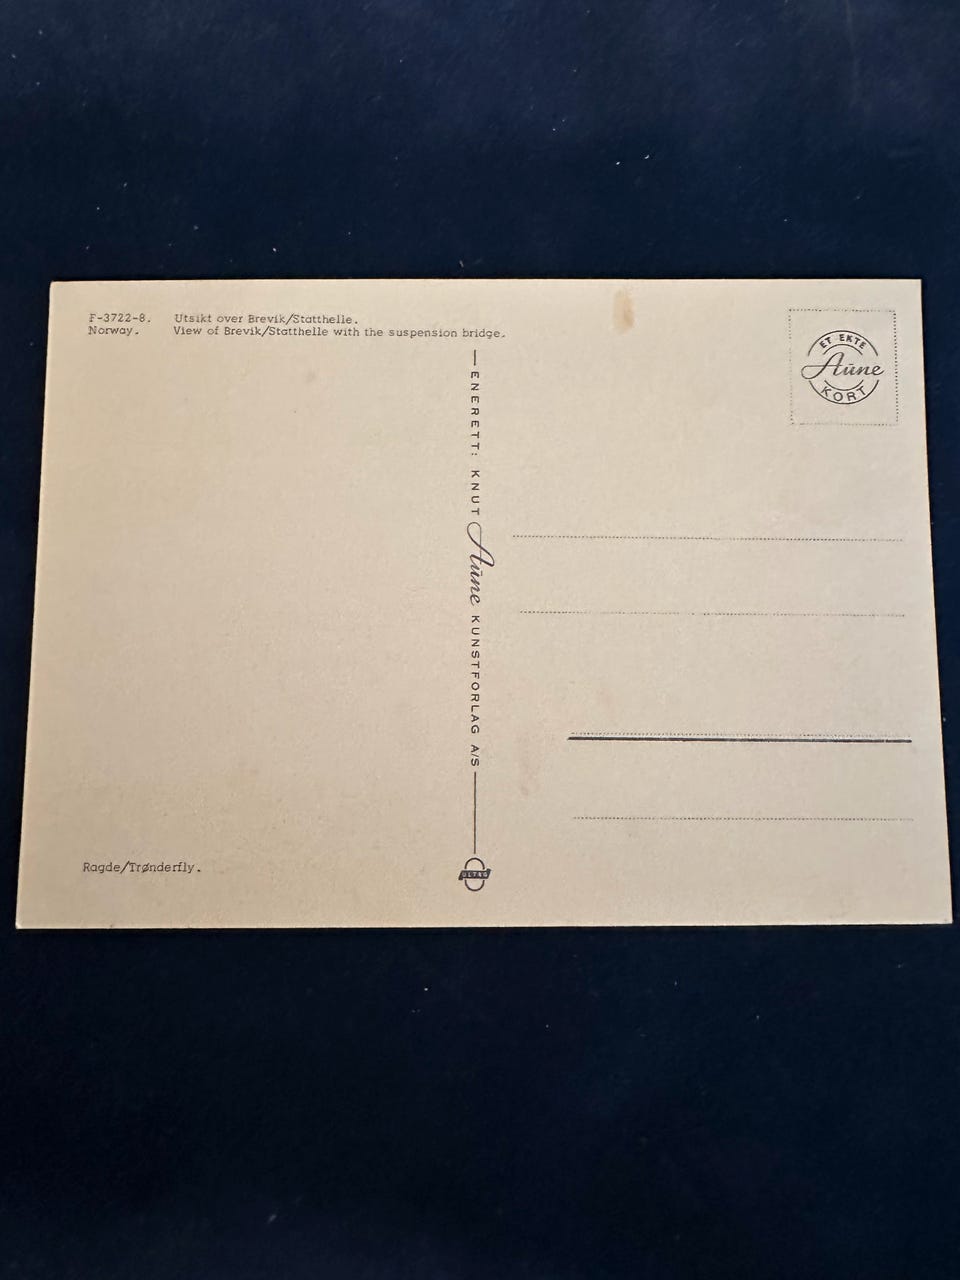 F-3722-8. Utsikt over Brevik/Statthelle.
Norway. View of Brevik/Statthelle with the suspension bridge.
ET EKTE
Aune
KORT
ENERETT: KNUT Aune KUNSTFORLAG A/S
Ragde/Trønderfly.